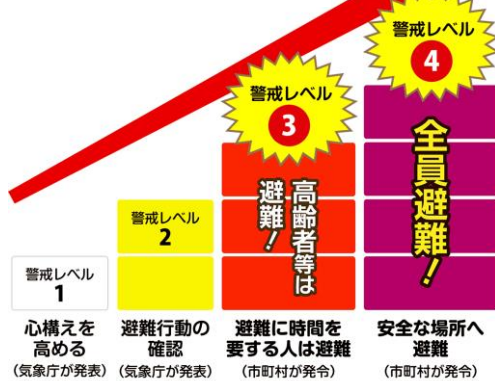 警戒レベル
4
警戒レベル
3
全員避難!
高齢者等は
避難!
警戒レベル
2
警戒レベル
1
心構えを
高める
(気象庁が発表)
避難行動の
確認
(気象庁が発表)
避難に時間を
要する人は避難
(市町村が発令)
安全な場所へ
避難
(市町村が発令)